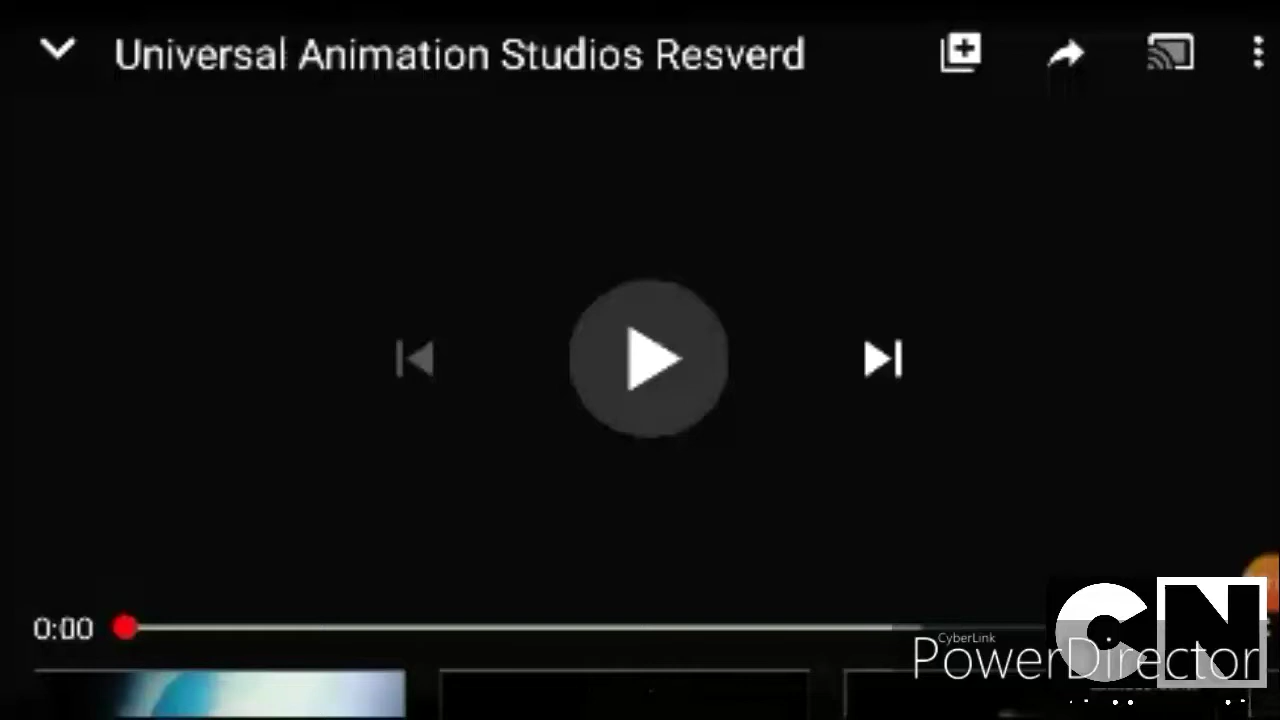 Universal Animation Studios Resverd
0:00
CyberLink
PowerDirector
CN